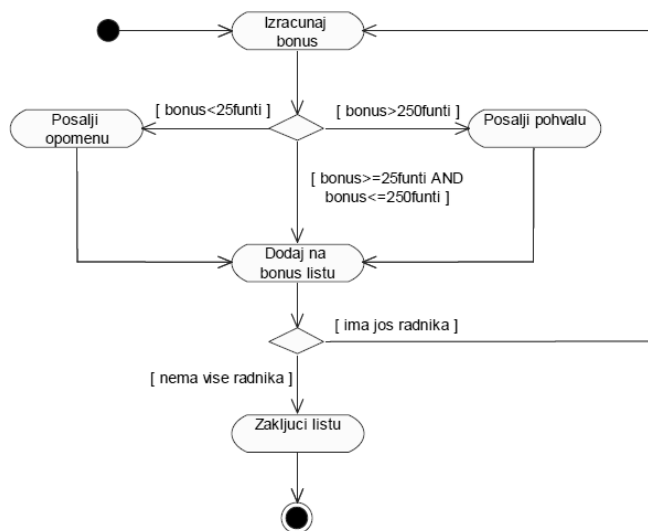 Izracunaj
bonus
[ bonus<25funti ]
[ bonus>250funti ]
Posalji
opomenu
Posalji pohvalu
[ bonus>=25funti AND
bonus<=250funti ]
Dodaj na
bonus listu
[ ima jos radnika ]
[ nema vise radnika ]
Zakljuci listu